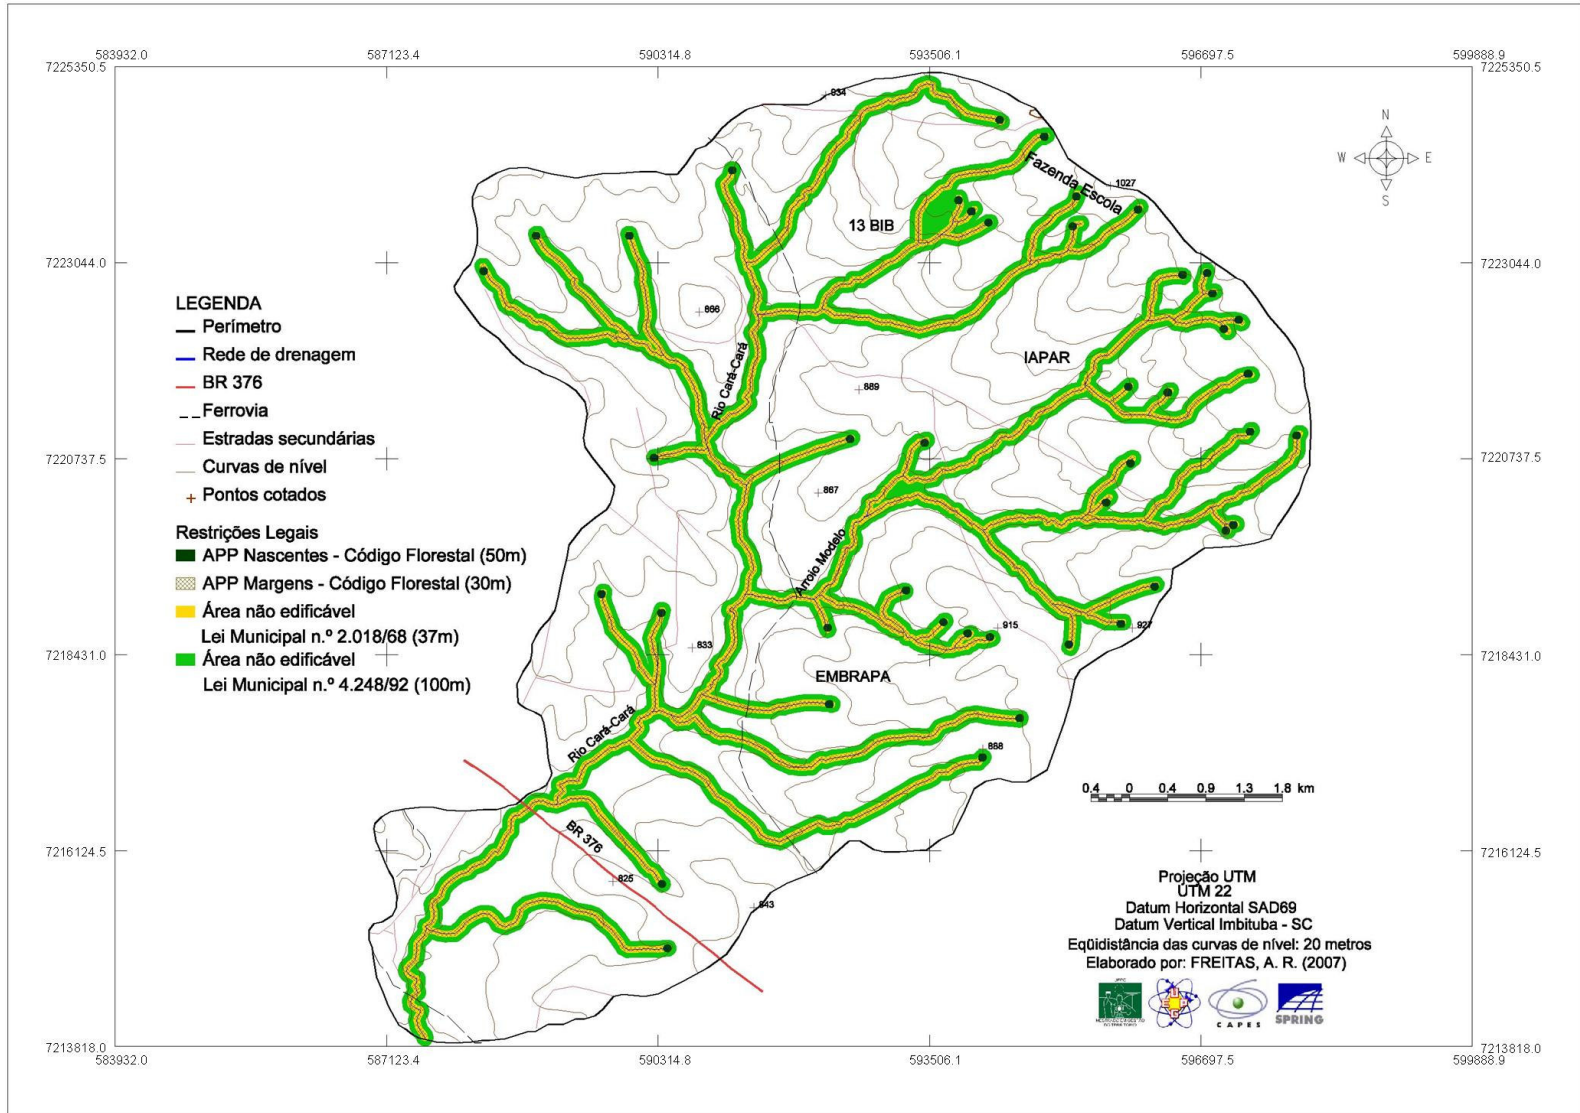 583932.0 587123.4 590314.8 593506.1 596697.5 599888.9
7225350.5 7225350.5
934
N
W E
S
1027
Fazenda Escola
13 BIB
7223044.0 7223044.0
LEGENDA
Perímetro
Rede de drenagem
BR 376
Ferrovia
Estradas secundárias
Curvas de nível
Pontos cotados
Restrições Legais
APP Nascentes - Código Florestal (50m)
APP Margens - Código Florestal (30m)
Área não edificável
Lei Municipal n.º 2.018/68 (37m)
Área não edificável
Lei Municipal n.º 4.248/92 (100m)
866
Rio Cará-Cará
IAPAR
889
7220737.5 7220737.5
867
Arroio Modelo
915
927
833
7218431.0 7218431.0
EMBRAPA
Rio Cará-Cará
888
0.4 0 0.4 0.9 1.3 1.8 km
BR 376
7216124.5 7216124.5
825
843
Projeção UTM
UTM 22
Datum Horizontal SAD69
Datum Vertical Imbituba - SC
Eqüidistância das curvas de nível: 20 metros
Elaborado por: FREITAS, A. R. (2007)
CAPES
SPRING
7213818.0 7213818.0
583932.0 587123.4 590314.8 593506.1 596697.5 599888.9